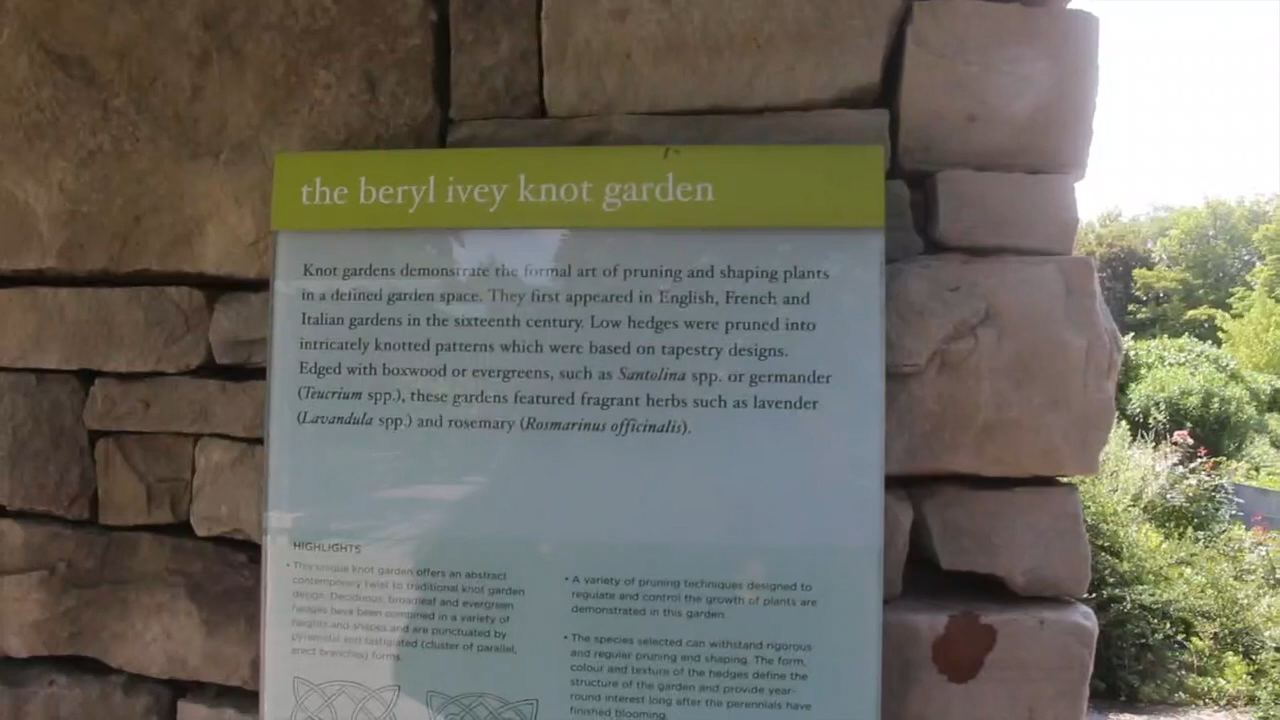 the beryl ivey knot garden
Knot gardens demonstrate the formal art of pruning and shaping plants
in a defined garden space. They first appeared in English, French and
Italian gardens in the sixteenth century. Low hedges were pruned into
intricately knotted patterns which were based on tapestry designs.
Edged with boxwood or evergreens, such as Santolina spp. or germander
(Teucrium spp.), these gardens featured fragrant herbs such as lavender
(Lavandula spp.) and rosemary (Rosmarinus officinalis).
HIGHLIGHTS
• This unique knot garden offers an abstract
contemporary twist to traditional knot garden
design. Deciduous, broadleaf and evergreen
hedges have been combined in a variety of
heights and shapes and are punctuated by
pyramidal and fastigiated (cluster of parallel,
erect branches) forms.
• A variety of pruning techniques designed to
regulate and control the growth of plants are
demonstrated in this garden.
• The species selected can withstand rigorous
and regular pruning and shaping. The form,
colour and texture of the hedges define the
structure of the garden and provide year-
round interest long after the perennials have
finished blooming.